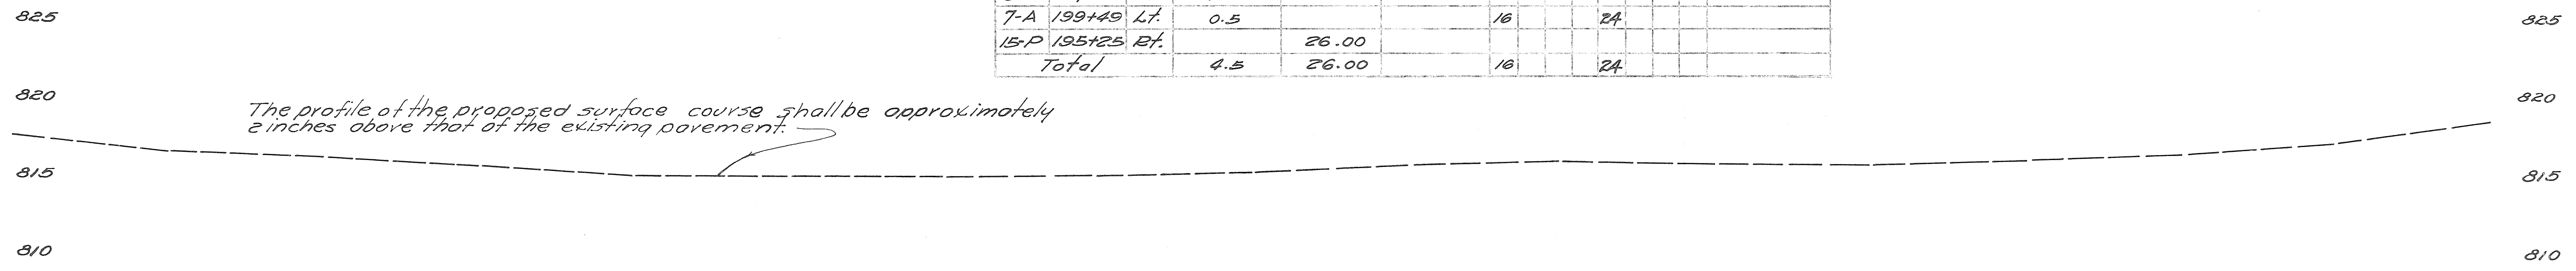 825
7-A 199+49 Lt. 0.5 16 24 825
15-P 195+25 Rt. 26.00
Total 4.5 26.00 16 24
820 820
The profile of the proposed surface course shall be approximately
2 inches above that of the existing pavement.
815 815
810 810